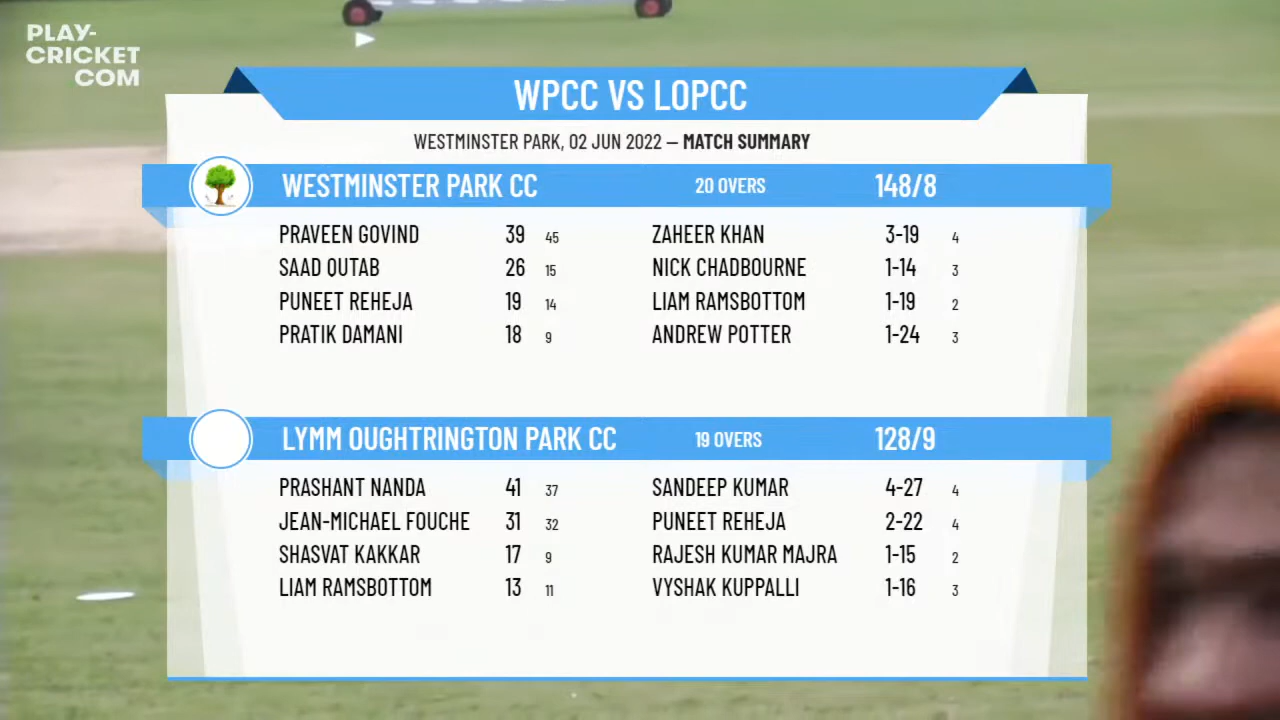 PLAY-
CRICKET
COM
WPCC VS LOPCC
WESTMINSTER PARK, 02 JUN 2022 – MATCH SUMMARY
WESTMINSTER PARK CC 20 OVERS 148/8
PRAVEEN GOVIND 39 45 ZAHEER KHAN 3-19 4
SAAD QUTAB 26 15 NICK CHADBOURNE 1-14 3
PUNEET REHEJA 19 14 LIAM RAMSBOTTOM 1-19 2
PRATIK DAMANI 18 9 ANDREW POTTER 1-24 3
LYMM OUGHTRINGTON PARK CC 19 OVERS 128/9
PRASHANT NANDA 41 37 SANDEEP KUMAR 4-27 4
JEAN-MICHAEL FOUCHE 31 32 PUNEET REHEJA 2-22 4
SHASVAT KAKKAR 17 9 RAJESH KUMAR MAJRA 1-15 2
LIAM RAMSBOTTOM 13 11 VYSHAK KUPPALLI 1-16 3